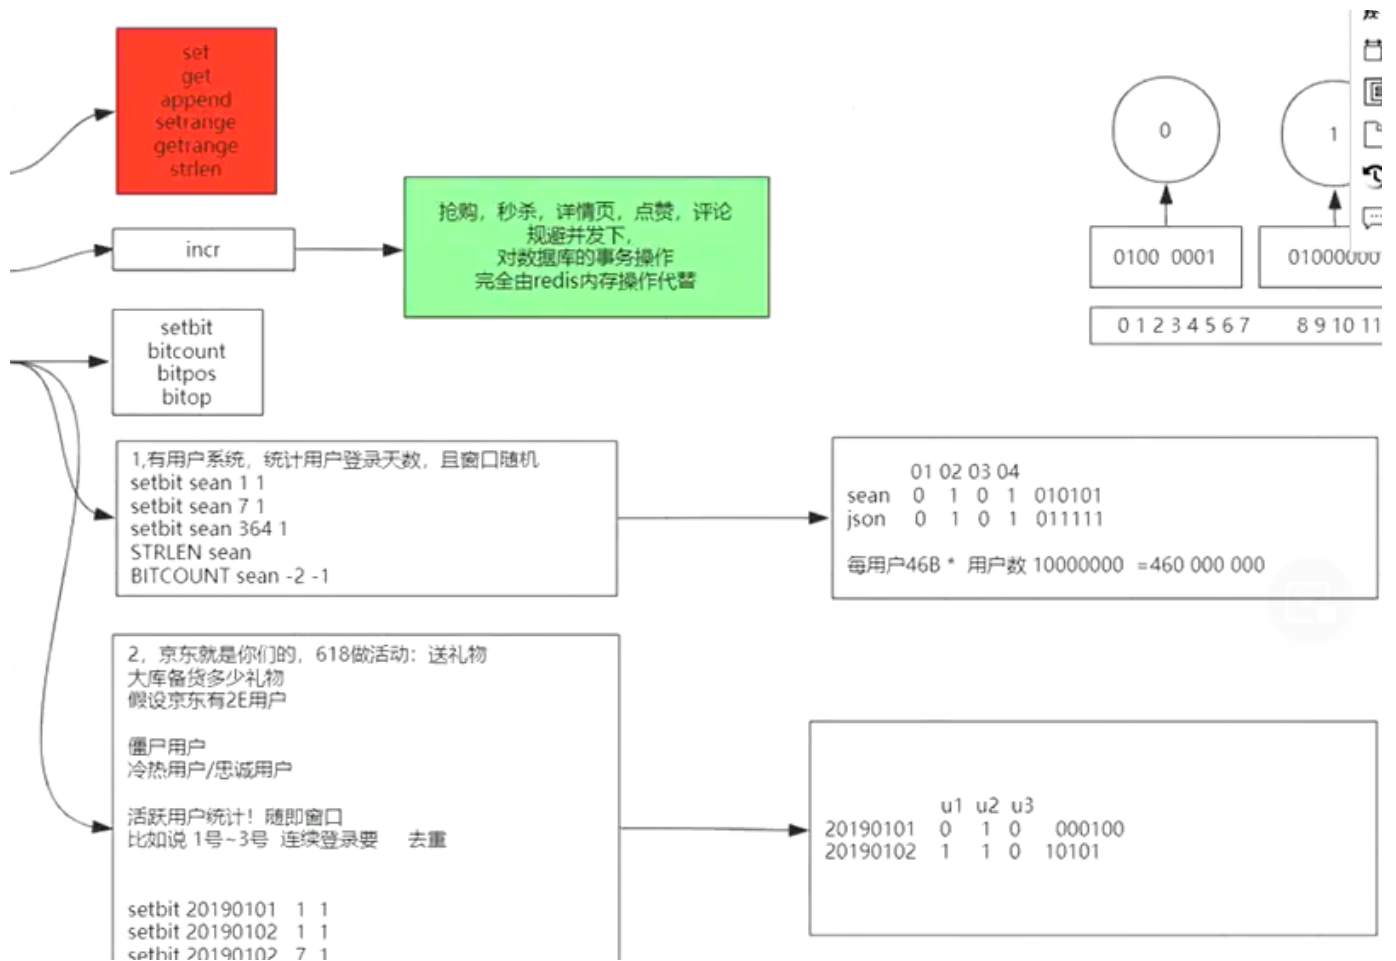 set
get
append
setrange
getrange
strlen
incr
抢购，秒杀，详情页，点赞，评论
规避并发下，
对数据库的事务操作
完全由redis内存操作代替
0
1
0100 0001
0 1 2 3 4 5 6 7 8 9 10 11
setbit
bitcount
bitpos
bitop
1,有用户系统，统计用户登录天数，且窗口随机
setbit sean 1 1
setbit sean 7 1
setbit sean 364 1
STRLEN sean
BITCOUNT sean -2 -1
01 02 03 04
sean 0 1 0 1 010101
json 0 1 0 1 011111
每用户46B * 用户数 10000000 =460 000 000
2，京东就是你们的，618做活动：送礼物
大库备货多少礼物
假设京东有2E用户
僵尸用户
冷热用户/忠诚用户
活跃用户统计！随即窗口
比如说 1号~3号 连续登录要 去重
setbit 20190101 1 1
setbit 20190102 1 1
setbit 20190102 7 1
u1 u2 u3
20190101 0 1 0 000100
20190102 1 1 0 10101